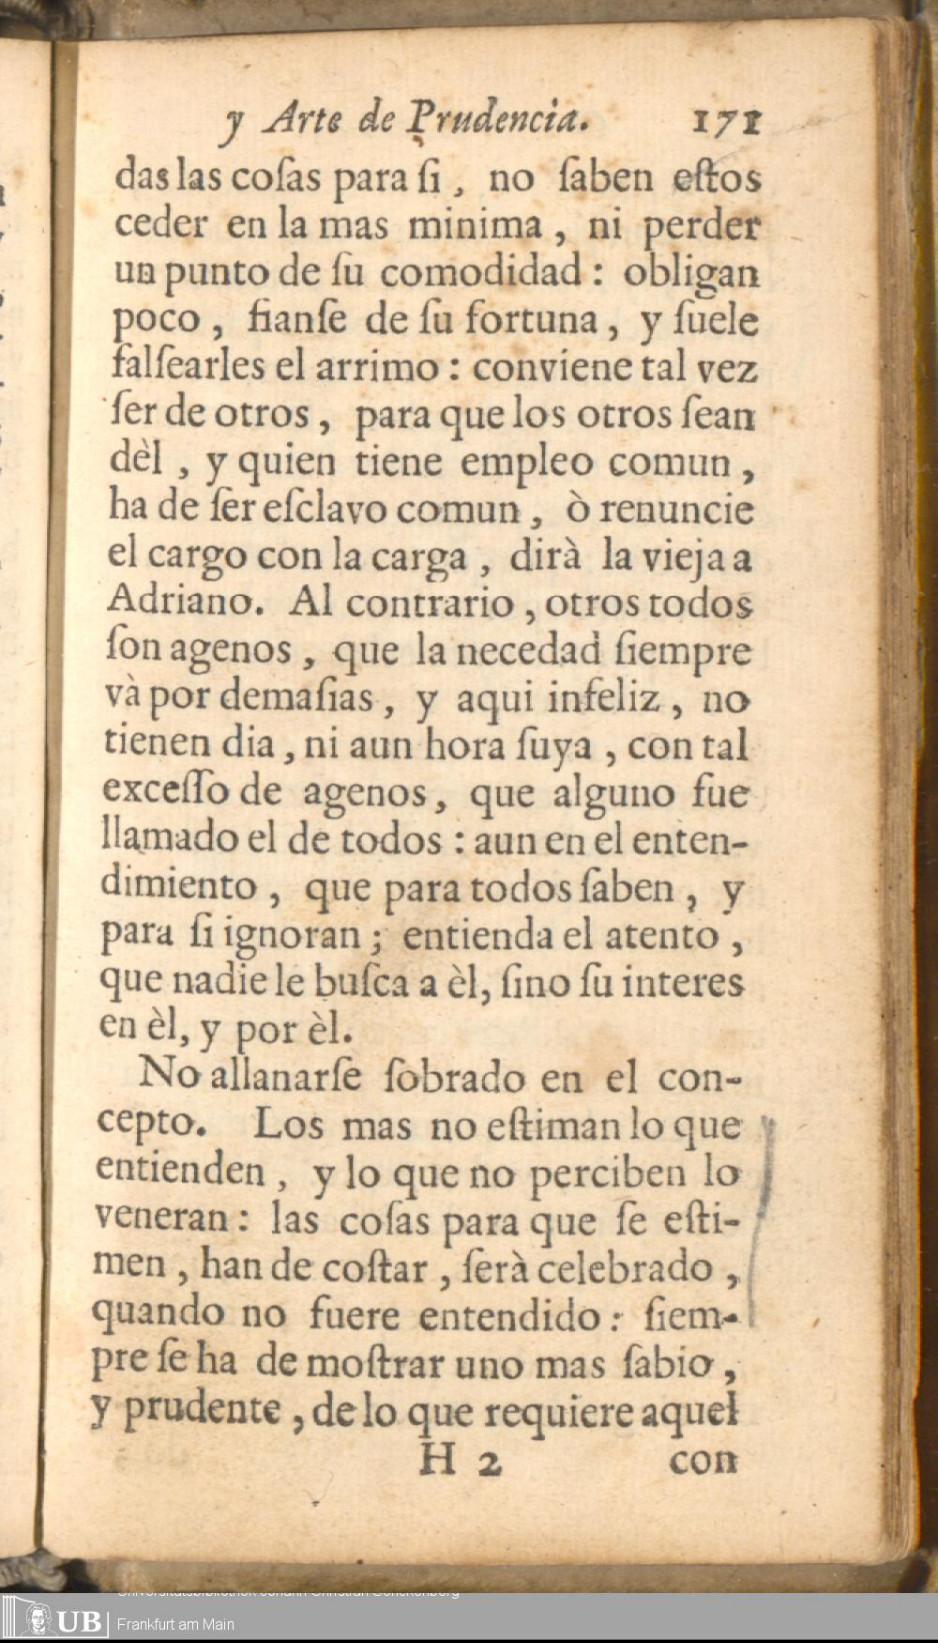 y Arte de Prudencia. 171
das las coſas para ſi , no ſaben eſtos
ceder en la mas minima , ni perder
un punto de ſu comodidad : obligan
poco , fianſe de ſu fortuna , y ſuele
falſearles el arrimo : conviene tal vez
ſer de otros , para que los otros ſean
dèl , y quien tiene empleo comun ,
ha de ſer eſclavo comun , ò renuncie
el cargo con la carga , dirà la vieja a
Adriano. Al contrario , otros todos
ſon agenos , que la necedad ſiempre
và por demaſias , y aqui infeliz , no
tienen dia , ni aun hora ſuya , con tal
exceſſo de agenos , que alguno fue
llamado el de todos : aun en el enten-
dimiento , que para todos ſaben , y
para ſi ignoran ; entienda el atento ,
que nadie le buſca a èl, ſino ſu interes
en èl, y por èl.
No allanarſe ſobrado en el con-
cepto. Los mas no eſtiman lo que
entienden , y lo que no perciben lo
veneran : las coſas para que ſe eſti-
men , han de coſtar , ſerà celebrado ,
quando no fuere entendido : ſiem-
pre ſe ha de moſtrar uno mas ſabio ,
y prudente , de lo que requiere aquel
H 2 con
UB
Frankfurt am Main